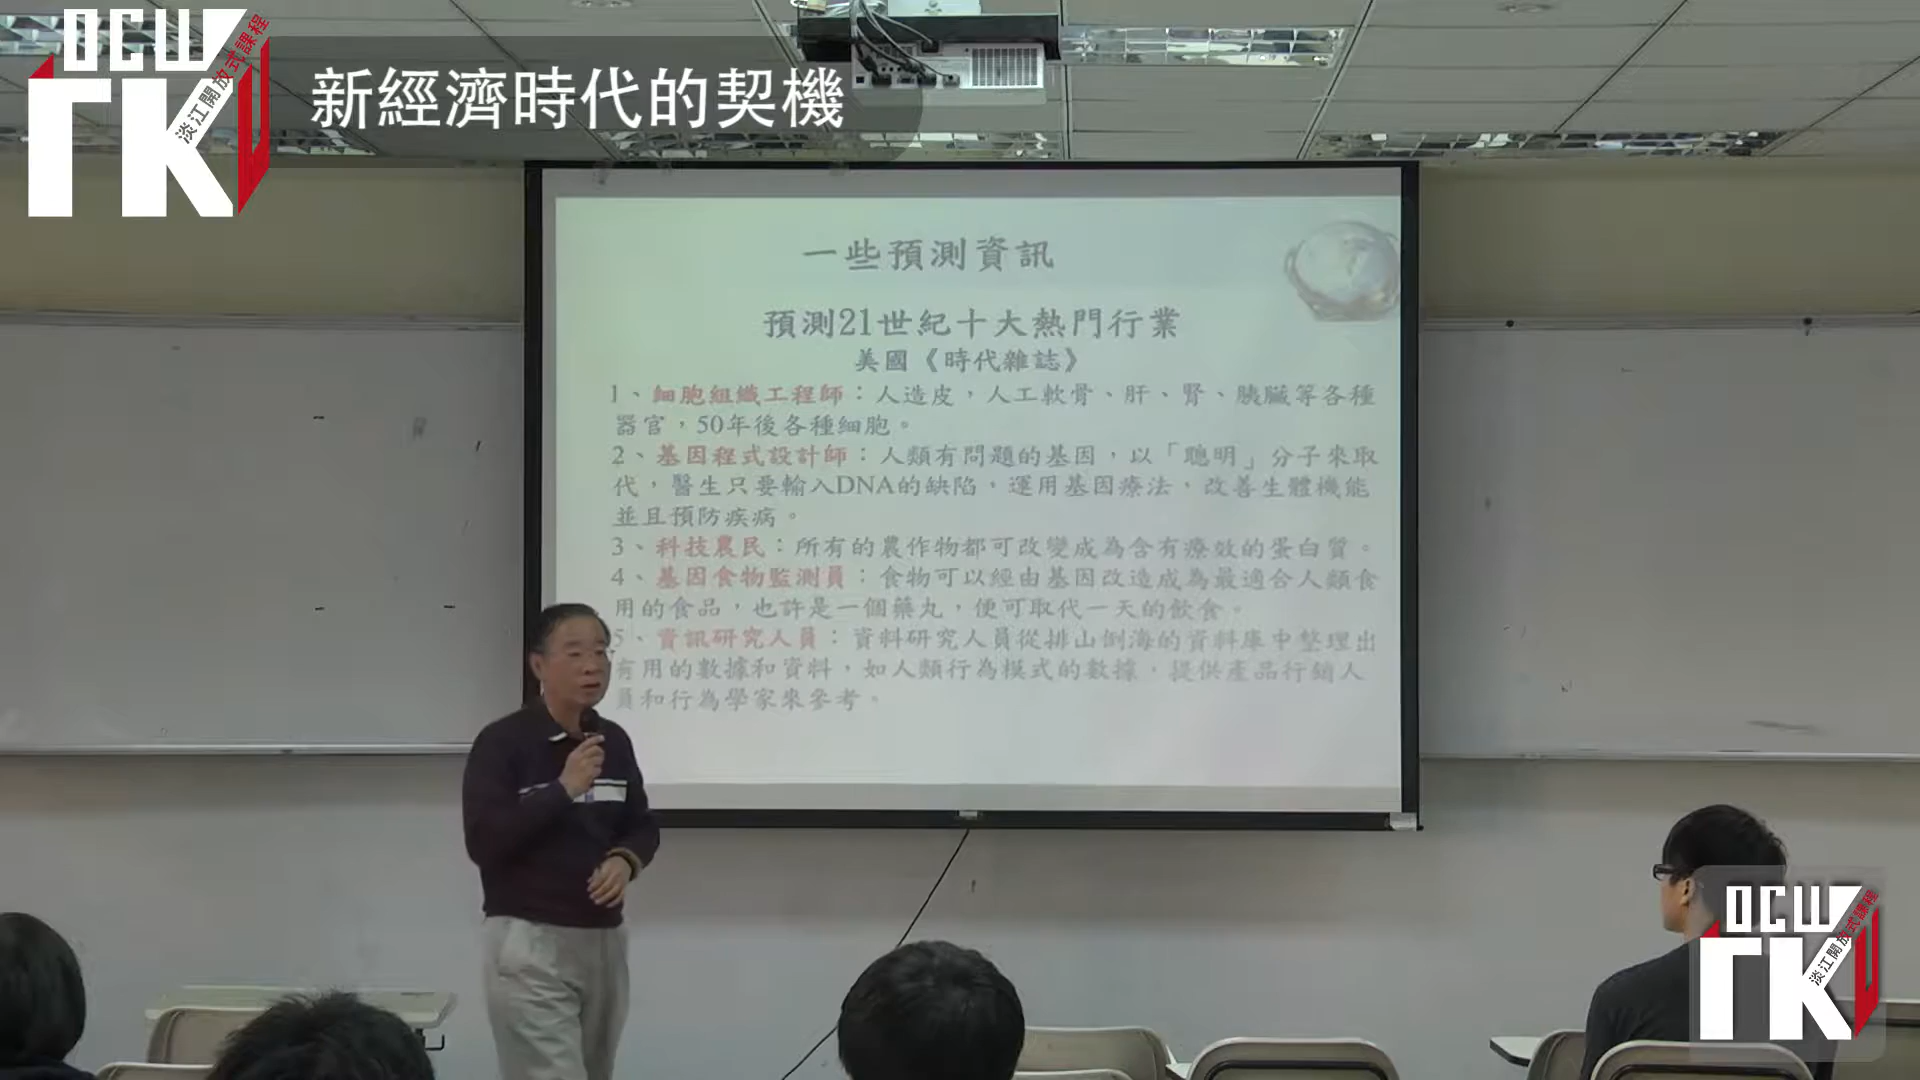 OCW
淡江開放式課程
TKU
新經濟時代的契機
一些預測資訊
預測21世紀十大熱門行業
美國《時代雜誌》
1、細胞組織工程師：人造皮，人工軟骨、肝、腎、胰臟等各種
器官，50年後各種細胞。
2、基因程式設計師：人類有問題的基因，以「聰明」分子來取
代，醫生只要輸入DNA的缺陷，運用基因療法，改善生體機能
並且預防疾病。
3、科技農民：所有的農作物都可改變成為含有療效的蛋白質。
4、基因食物監測員：食物可以經由基因改造成為最適合人類食
用的食品，也許是一個藥丸，便可取代一天的飲食。
5、資訊研究人員：資料研究人員從排山倒海的資料庫中整理出
有用的數據和資料，如人類行為模式的數據，提供產品行銷人
員和行為學家來參考。
OCW
淡江開放式課程
TKU